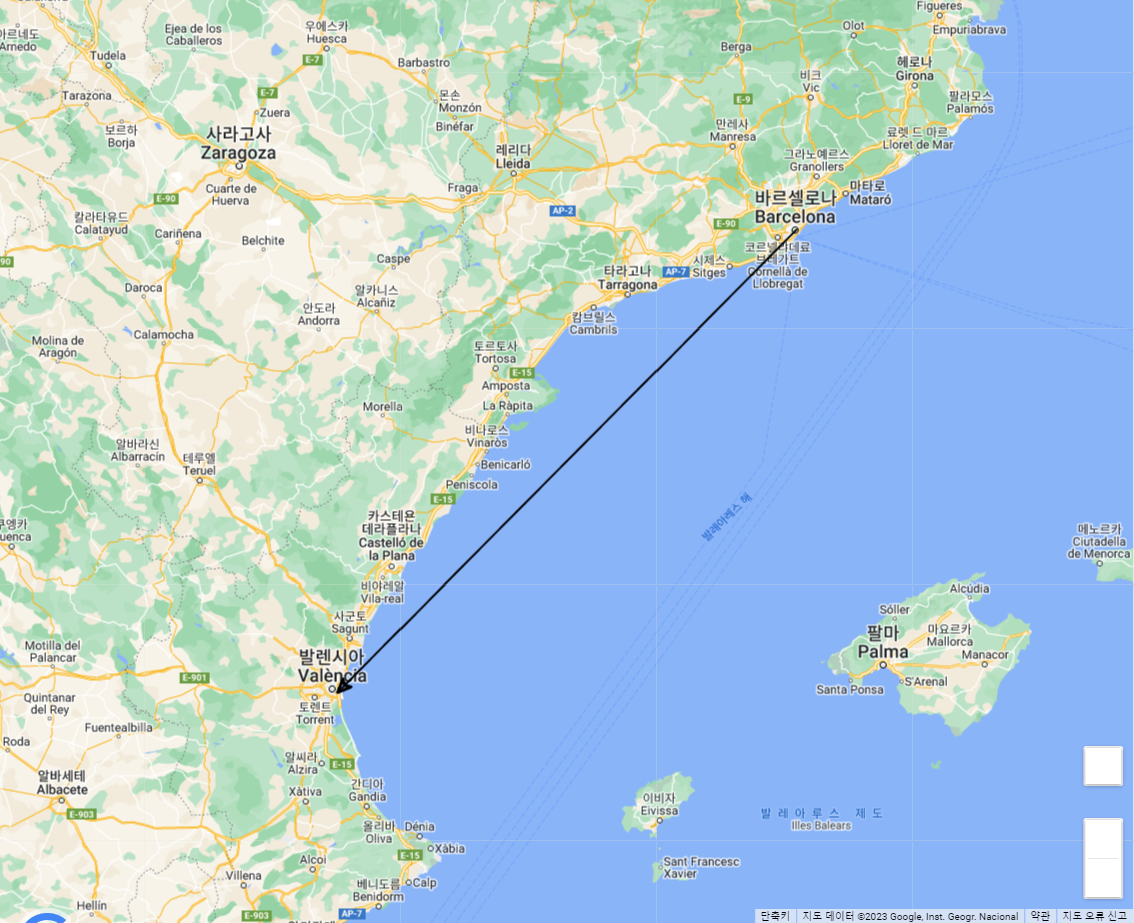 Figueres
우에스카
Huesca
Ejea de los
Caballeros
Olot
Empuriabrava
아르네도
Arnedo
Tudela
E-7
Barbastro
Berga
헤로나
Girona
비크
Vic
Tarazona
E-7
몬손
Monzón
E-9
팔라모스
Palamós
Zuera
Binéfar
만레사
Manresa
보르하
Borja
사라고사
Zaragoza
료렛 드 마르
Lloret de Mar
레리다
Lleida
그라노예르스
Granollers
Cuarte de
Huerva
Fraga
바르셀로나
Barcelona
마타로
Mataró
E-90
AP-2
E-90
칼라타유드
Calatayud
Cariñena
Belchite
코르넬라데료
브레가트
Cornellà de
Llobregat
90
Caspe
시제스
Sitges
AP-7
타라고나
Tarragona
Daroca
알카니스
Alcañiz
안도라
Andorra
캄브릴스
Cambrils
Calamocha
Molina de
Aragón
토르토사
Tortosa
E-15
Amposta
La Ràpita
Morella
비나로스
Vinaròs
알바라신
Albarracín
테루엘
Teruel
Benicarló
Peniscola
E-15
발레아레스 해
카스테욘
데라플라나
Castelló de
la Plana
쿠엥카
uenca
메노르카
Ciutadella
de Menorca
비야레알
Vila-real
Alcúdia
사군토
Sagunt
Sóller
팔마
Palma
마요르카
Mallorca
Manacor
Motilla del
Palancar
발렌시아
València
E-901
S'Arenal
Santa Ponsa
Quintanar
del Rey
토렌트
Torrent
Fuentealbilla
Roda
알씨라
Alzira
E-15
알바세테
Albacete
Xàtiva
간디아
Gandia
이비자
Eivissa
E-903
발레아루스 제도
Illes Balears
올리바
Oliva
Dénia
Xàbia
E-15
Alcoi
Sant Francesc
Xavier
Villena
베니도름
Benidorm
Calp
Hellín
E-903
AP-7
단축키
지도 데이터 ©2023 Google, Inst. Geogr. Nacional
약관
지도 오류 신고